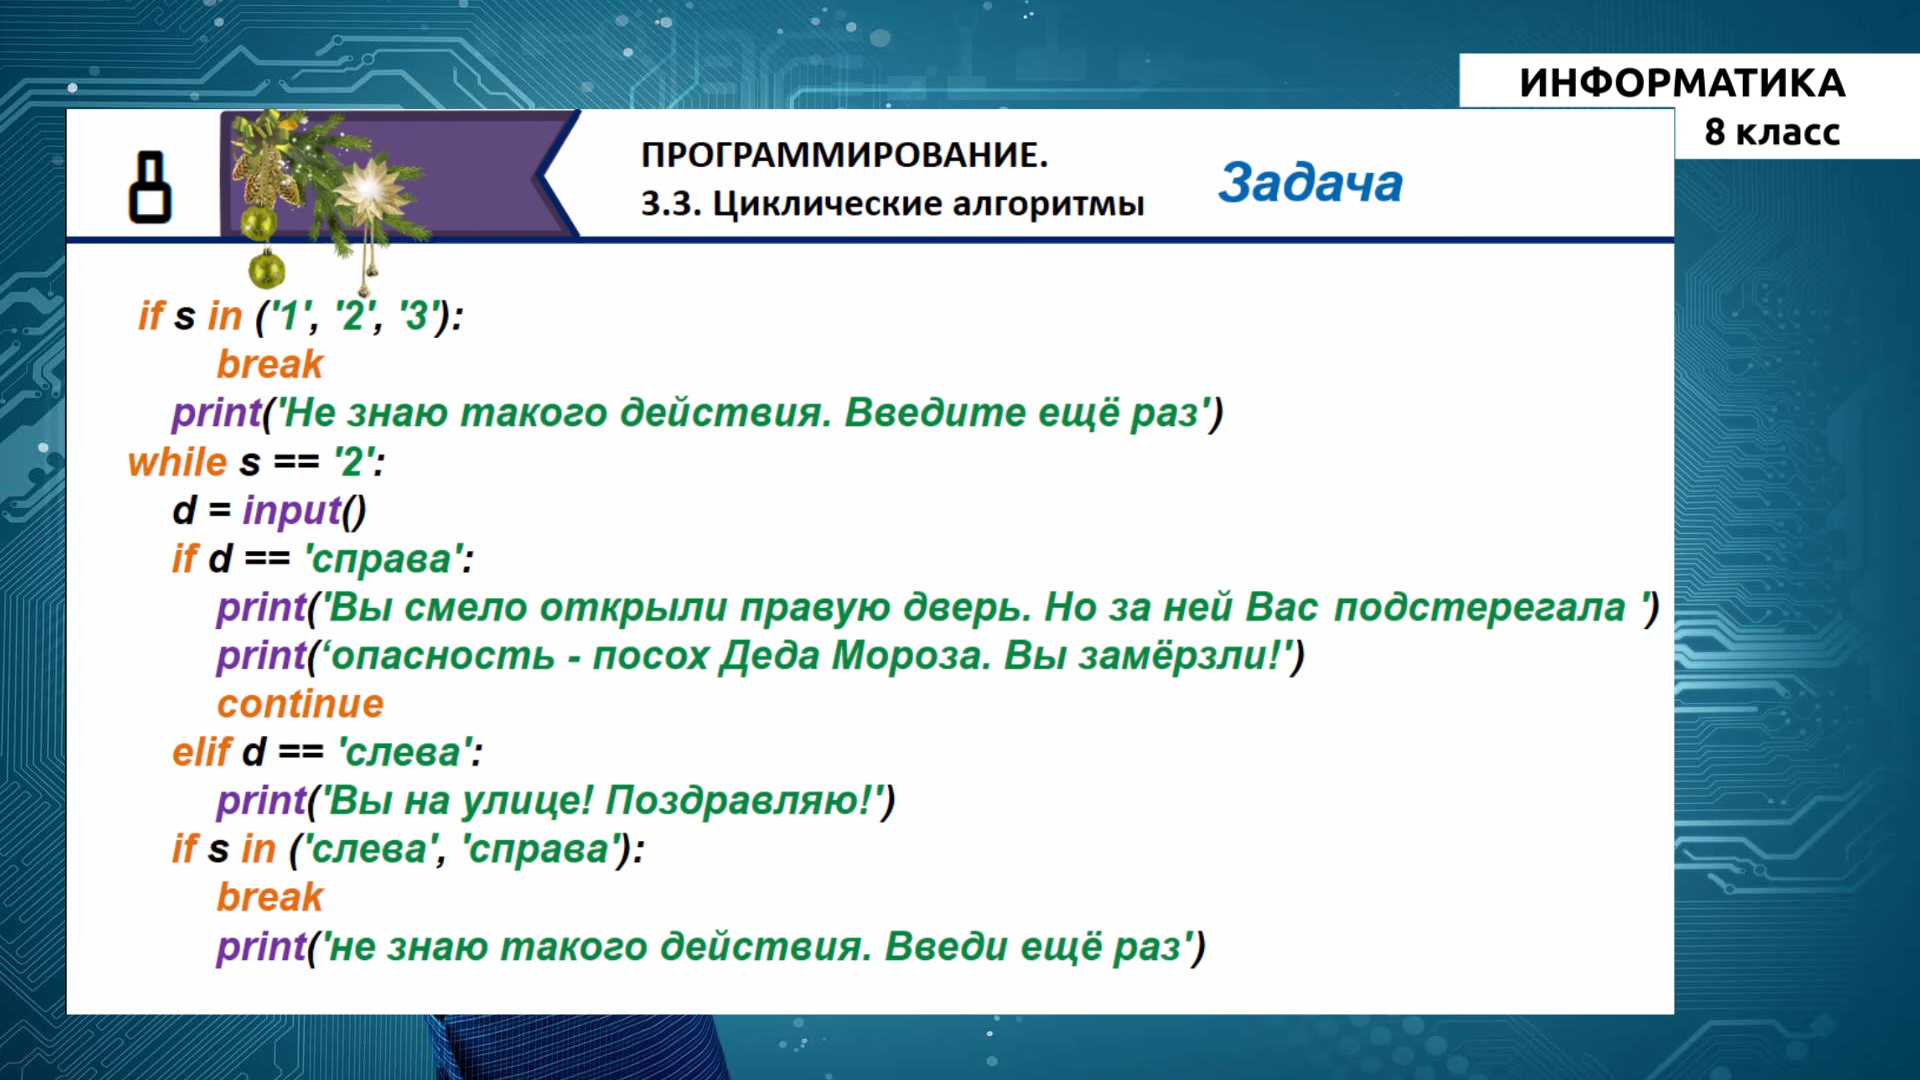 ИНФОРМАТИКА
8 класс
8
ПРОГРАММИРОВАНИЕ.
3.3. Циклические алгоритмы
Задача
if s in ('1', '2', '3'):
break
print('Не знаю такого действия. Введите ещё раз')
while s == '2':
d = input()
if d == 'справа':
print('Вы смело открыли правую дверь. Но за ней Вас подстерегала ')
print(‘опасность - посох Деда Мороза. Вы замёрзли!')
continue
elif d == 'слева':
print('Вы на улице! Поздравляю!')
if s in ('слева', 'справа'):
break
print('не знаю такого действия. Введи ещё раз')